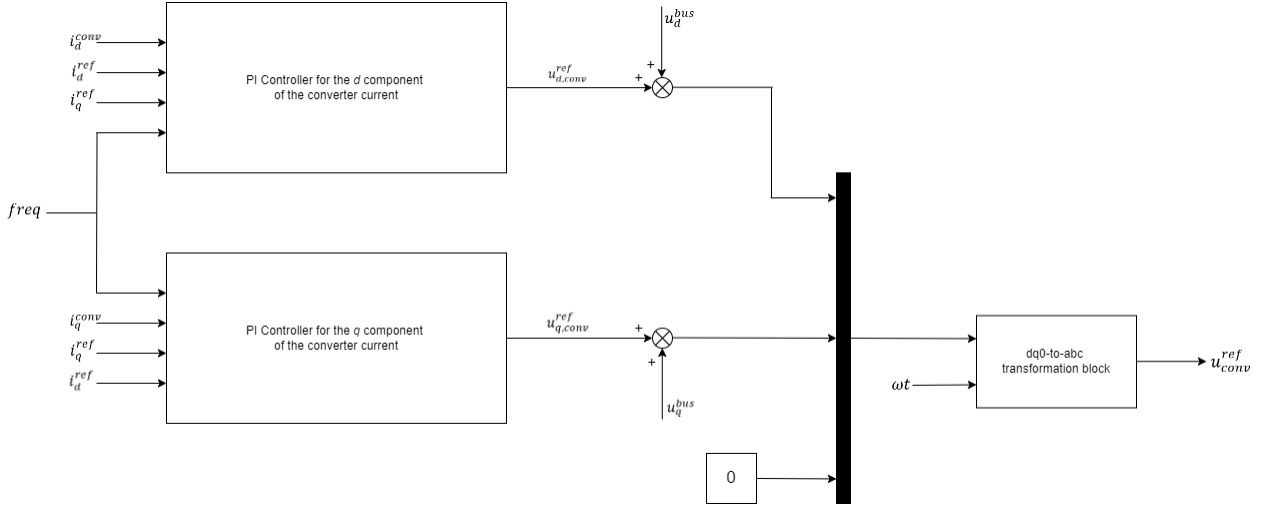 i_d^{conv}
i_d^{ref}
i_q^{ref}
PI Controller for the d component
of the converter current
u_{d,conv}^{ref}
+
+
u_d^{bus}
freq
i_q^{conv}
i_q^{ref}
i_d^{ref}
PI Controller for the q component
of the converter current
u_{q,conv}^{ref}
+
+
u_q^{bus}
0
dq0-to-abc
transformation block
ωt
u_{conv}^{ref}